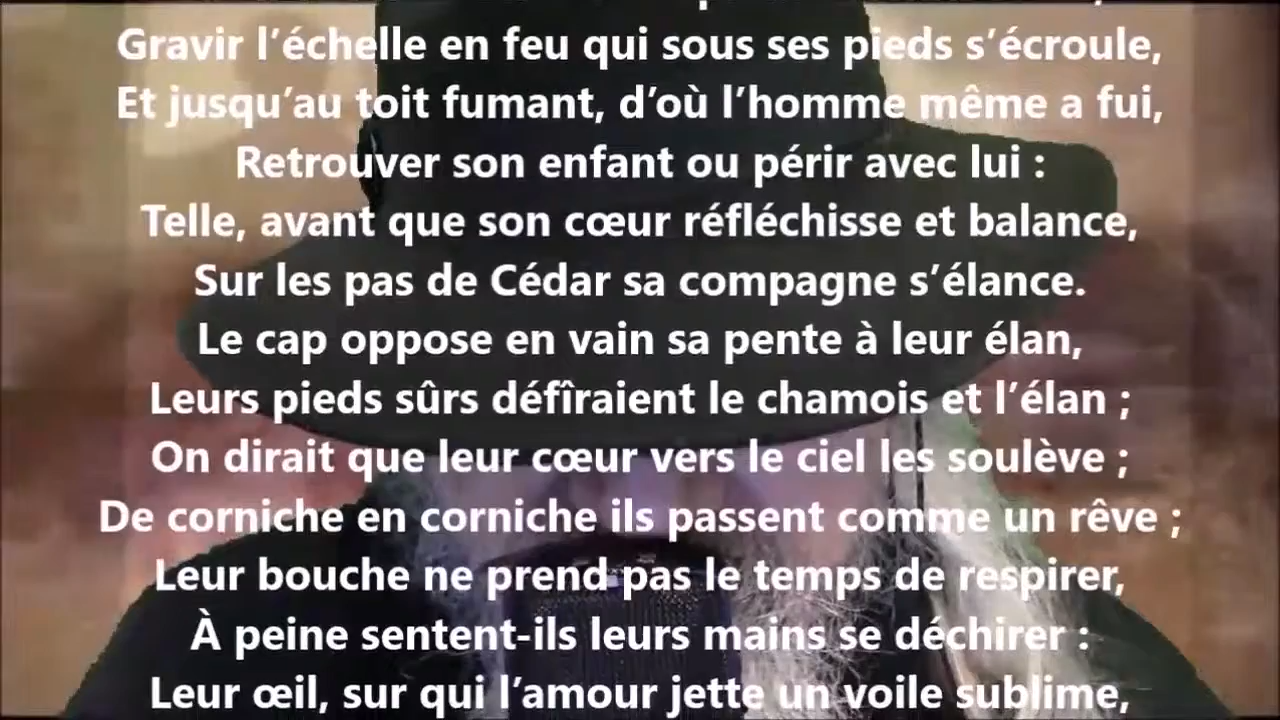 Gravir l’échelle en feu qui sous ses pieds s’écroule,
Et jusqu’au toit fumant, d’où l’homme même a fui,
Retrouver son enfant ou périr avec lui :
Telle, avant que son cœur réfléchisse et balance,
Sur les pas de Cédar sa compagne s’élance.
Le cap oppose en vain sa pente à leur élan,
Leurs pieds sûrs défîraient le chamois et l’élan ;
On dirait que leur cœur vers le ciel les soulève ;
De corniche en corniche ils passent comme un rêve ;
Leur bouche ne prend pas le temps de respirer,
À peine sentent-ils leurs mains se déchirer :
Leur œil, sur qui l’amour jette un voile sublime,